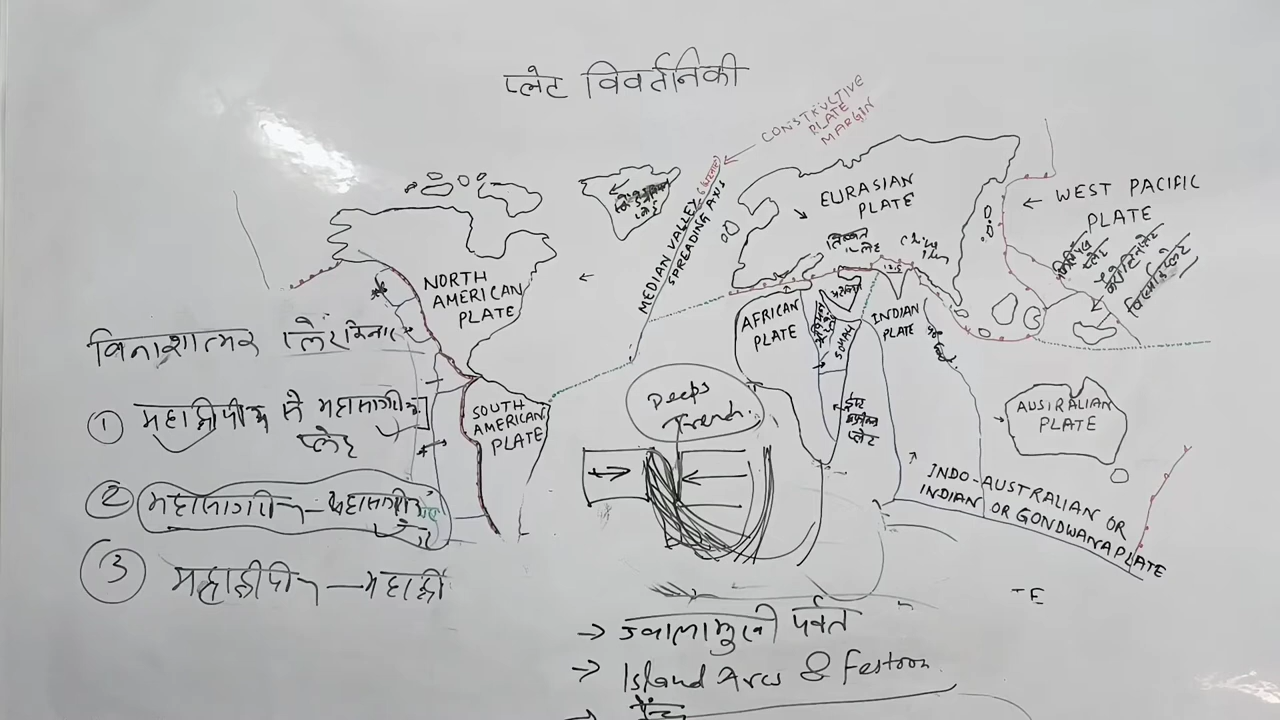 प्लेट विवर्तनिकी
CONSTRUCTIVE
PLATE
MARGIN
EURASIAN
PLATE
WEST PACIFIC
PLATE
MEDIAN VALLEY
SPREADING AXIS
NORTH
AMERICAN
PLATE
AFRICAN
PLATE
SOMALI
INDIAN
PLATE
विनाशात्मक प्लेट किनारे
① महाद्वीपीय से महासागरीय
प्लेट
SOUTH
AMERICAN
PLATE
Deeps
Trench.
AUSTRALIAN
PLATE
② महासागरीय - महासागरीय
INDO-AUSTRALIAN OR
INDIAN OR GONDWANA PLATE
③ महाद्वीपीय — महाद्वी
→ ज्वालामुखी पर्वत
→ Island Arcs & Festoon.